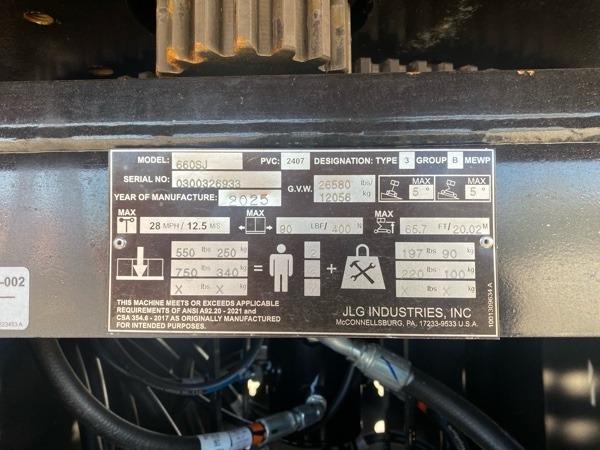 MODEL: 660SJ PVC: 2407 DESIGNATION: TYPE 3 GROUP B MEWP
SERIAL NO: 0300326933
G.V.W. 26580 lbs/ 12056 kg
MAX 5° MAX 5°
YEAR OF MANUFACTURE: 2025
MAX 28 MPH / 12.5 M/S
MAX 90 LBF/ 400 N
MAX 65.7 FT/ 20.02 M
550 lbs 250 kg = 2 + 197 lbs 90 kg
750 lbs 340 kg 220 lbs 100 kg
X lbs X kg X lbs X kg
THIS MACHINE MEETS OR EXCEEDS APPLICABLE
REQUIREMENTS OF ANSI A92.20 - 2021 and
CSA 354.6 - 2017 AS ORIGINALLY MANUFACTURED
FOR INTENDED PURPOSES.
JLG INDUSTRIES, INC
McCONNELLSBURG, PA, 17233-9533 U.S.A.
1001309634 A
-002